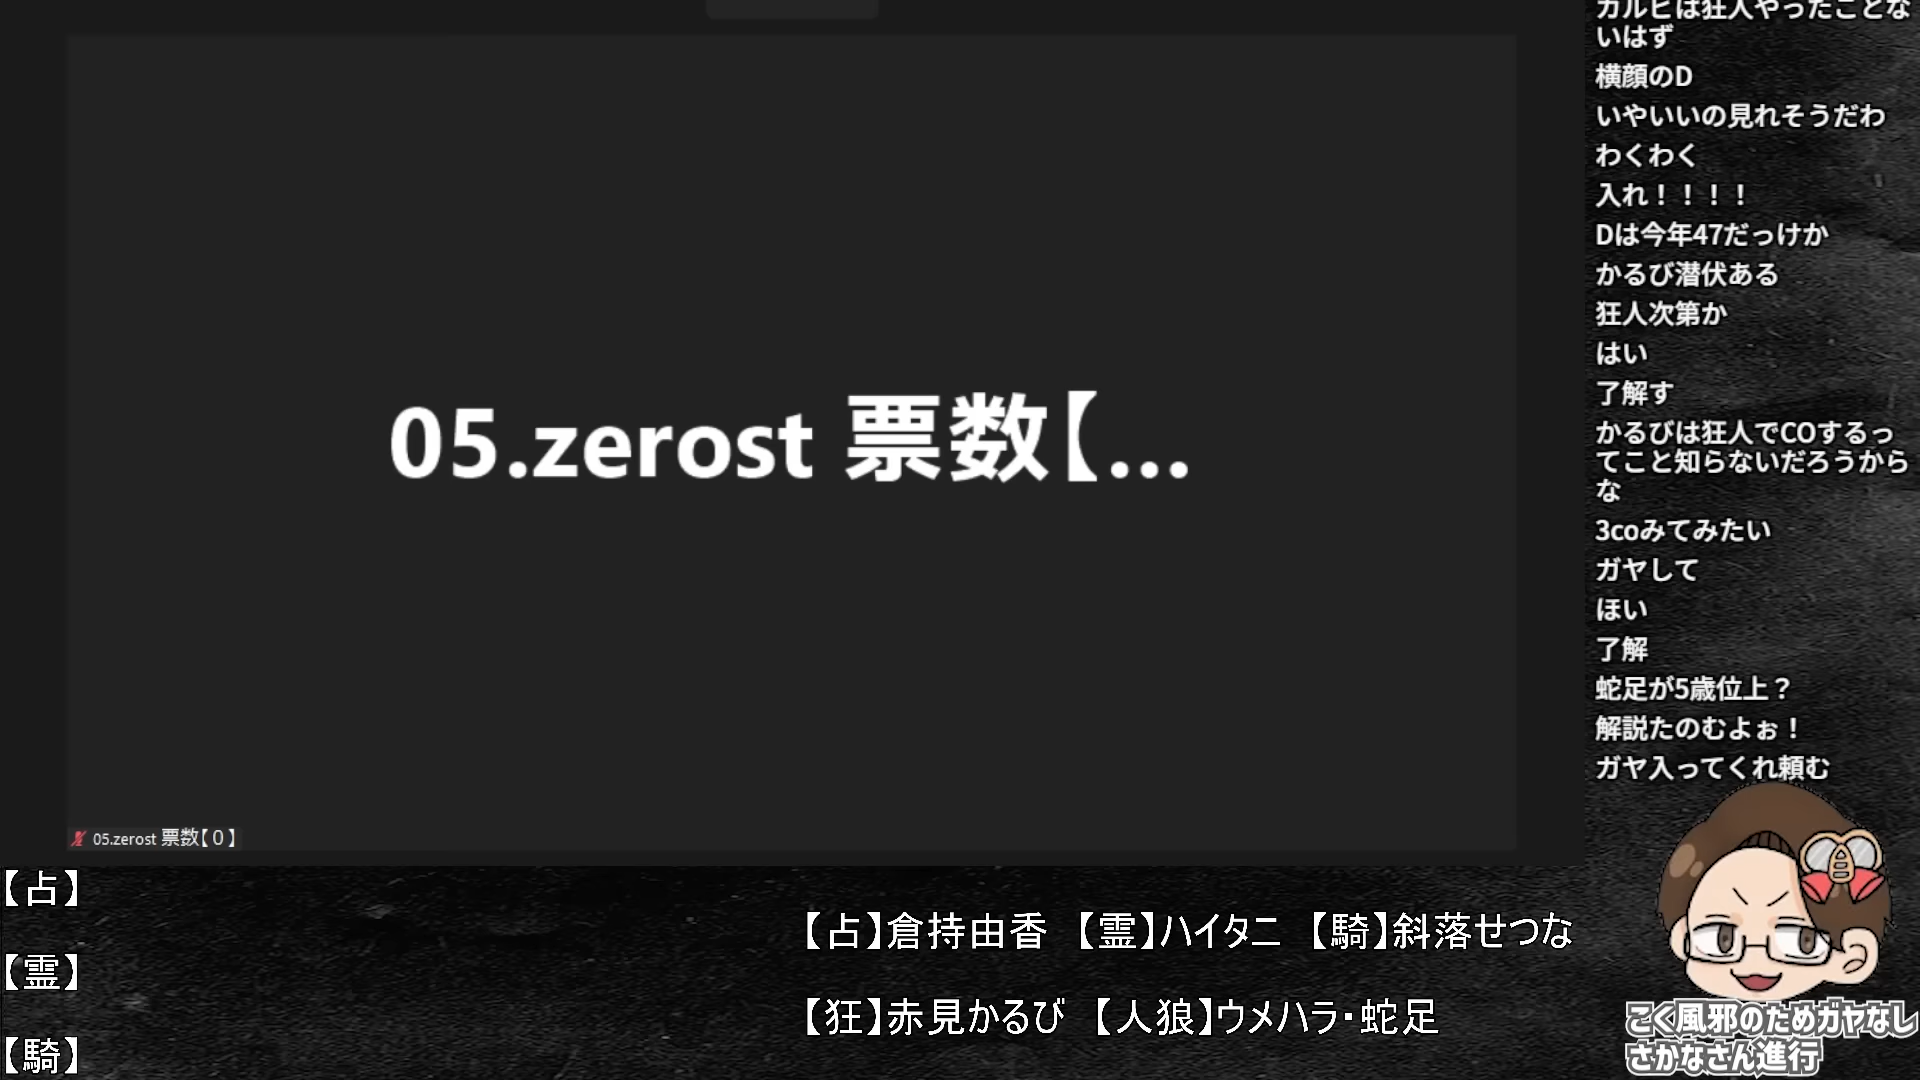 05.zerost 票数【...
05.zerost 票数【０】
カルビは狂人やったことな
いはず
横顔のD
いやいいの見れそうだわ
わくわく
入れ！！！！
Dは今年47だっけか
かるび潜伏ある
狂人次第か
はい
了解す
かるびは狂人でCOするっ
てこと知らないだろうから
な
3coみてみたい
ガヤして
ほい
了解
蛇足が5歳位上？
解説たのむよぉ！
ガヤ入ってくれ頼む
【占】
【霊】
【騎】
【占】倉持由香 【霊】ハイタニ 【騎】斜落せつな
【狂】赤見かるび 【人狼】ウメハラ・蛇足
こく風邪のためガヤなし
さかなさん進行